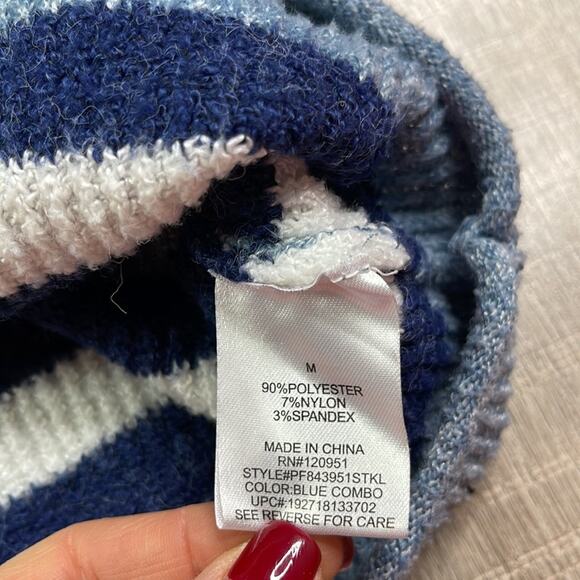 M
90%POLYESTER
7%NYLON
3%SPANDEX
MADE IN CHINA
RN#120951
STYLE#PF843951STKL
COLOR:BLUE COMBO
UPC#:192718133702
SEE REVERSE FOR CARE